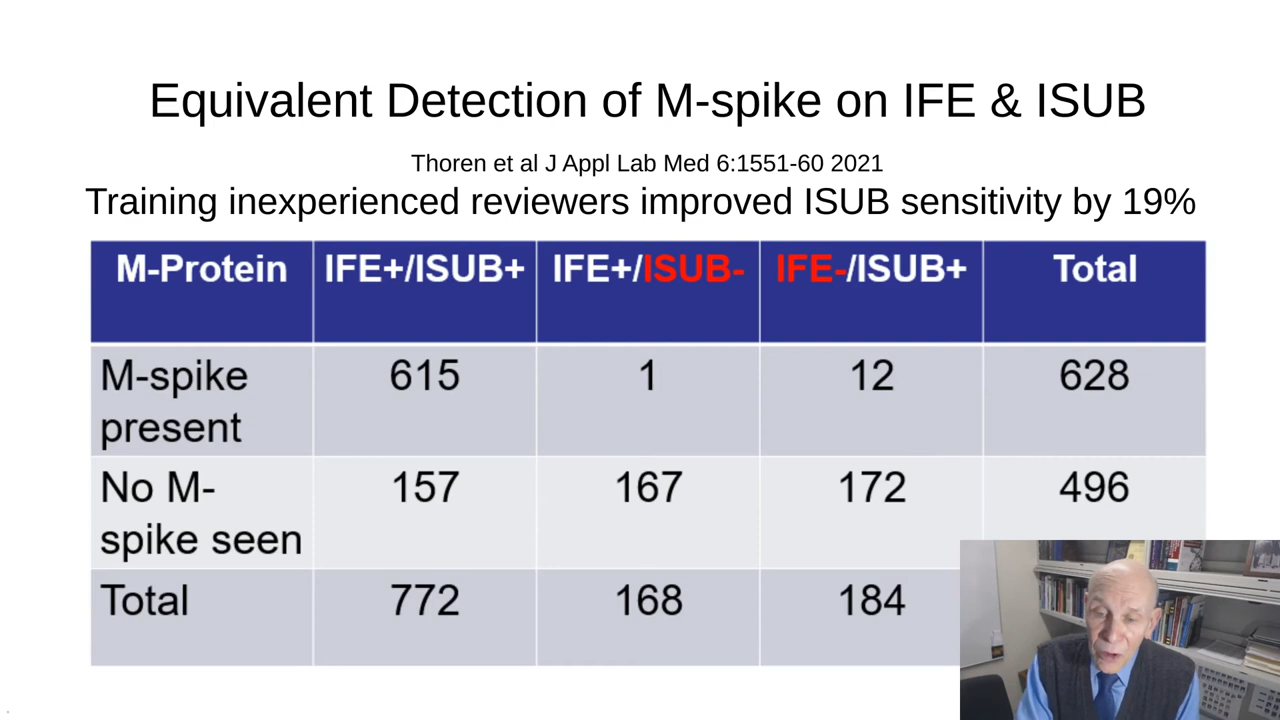 Equivalent Detection of M-spike on IFE & ISUB
Thoren et al J Appl Lab Med 6:1551-60 2021
Training inexperienced reviewers improved ISUB sensitivity by 19%
M-Protein IFE+/ISUB+ IFE+/ISUB- IFE-/ISUB+ Total
M-spike present 615 1 12 628
No M-spike seen 157 167 172 496
Total 772 168 184